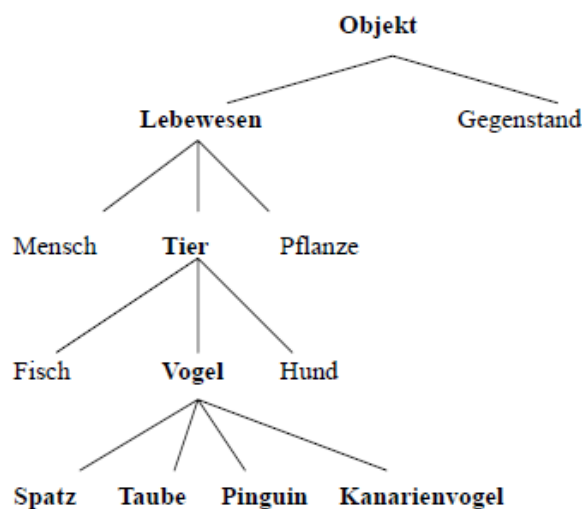 Objekt
Lebewesen Gegenstand
Mensch Tier Pflanze
Fisch Vogel Hund
Spatz Taube Pinguin Kanarienvogel